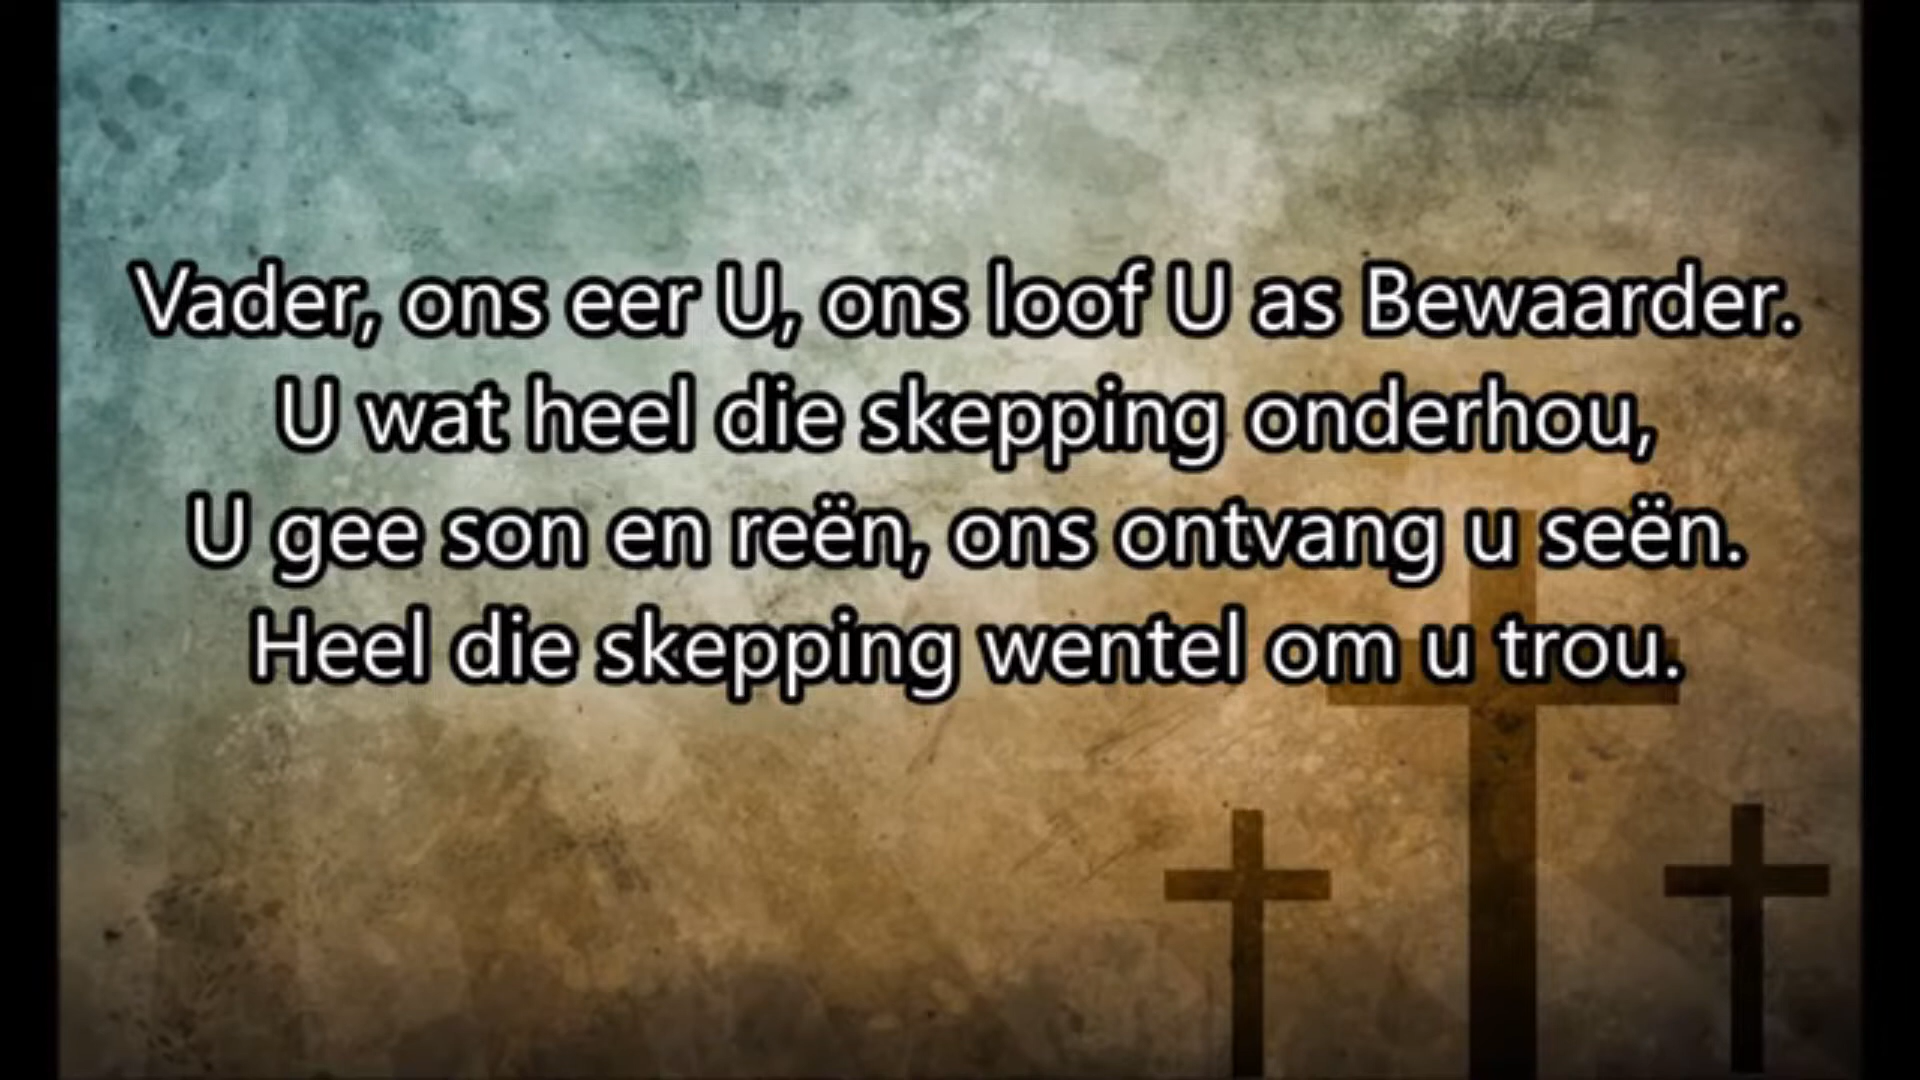 Vader, ons eer U, ons loof U as Bewaarder.
U wat heel die skepping onderhou,
U gee son en reën, ons ontvang u seën.
Heel die skepping wentel om u trou.